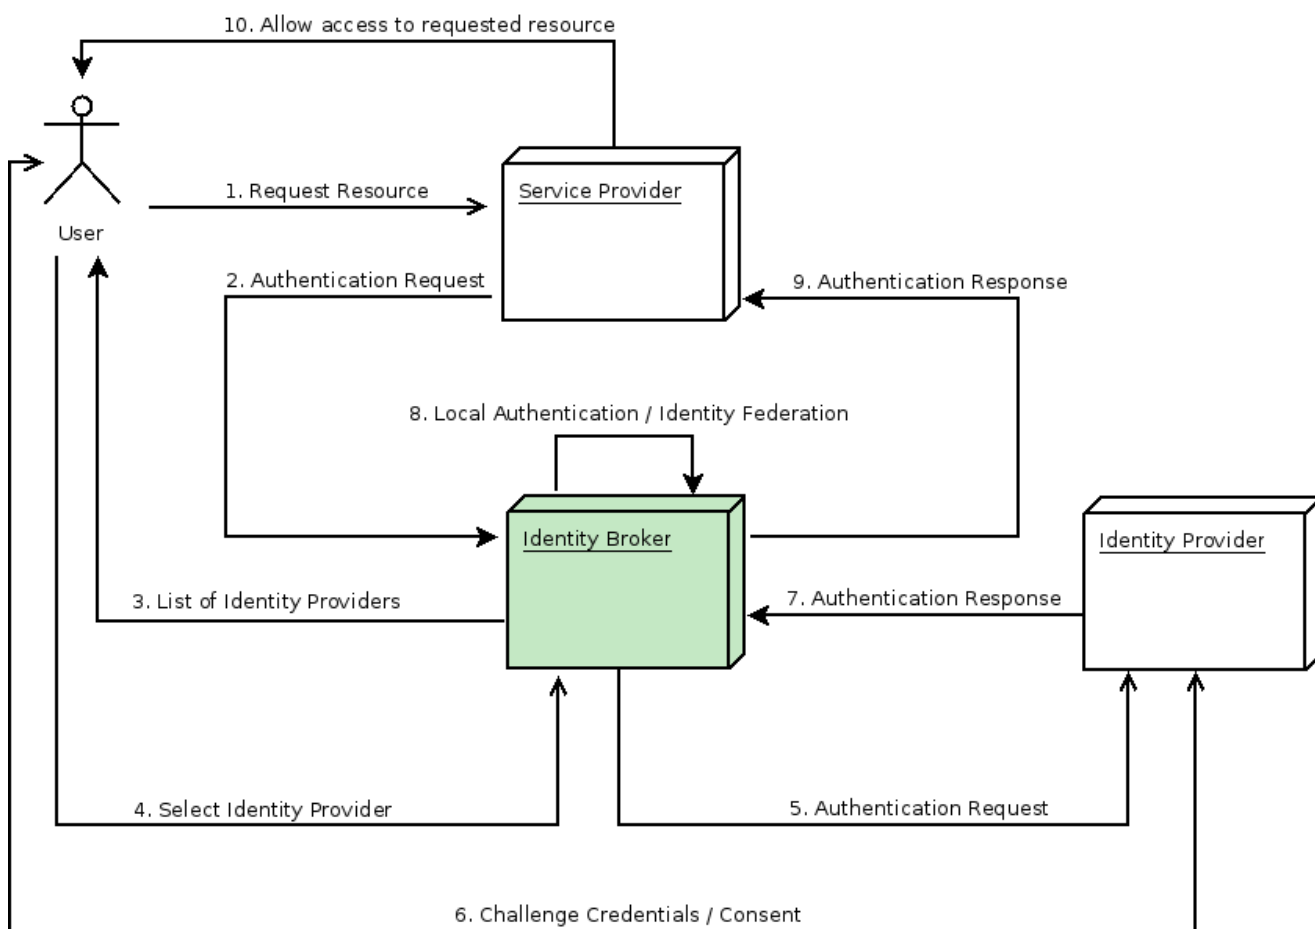 10. Allow access to requested resource
1. Request Resource
Service Provider
User
2. Authentication Request
9. Authentication Response
8. Local Authentication / Identity Federation
Identity Broker
Identity Provider
3. List of Identity Providers
7. Authentication Response
4. Select Identity Provider
5. Authentication Request
6. Challenge Credentials / Consent